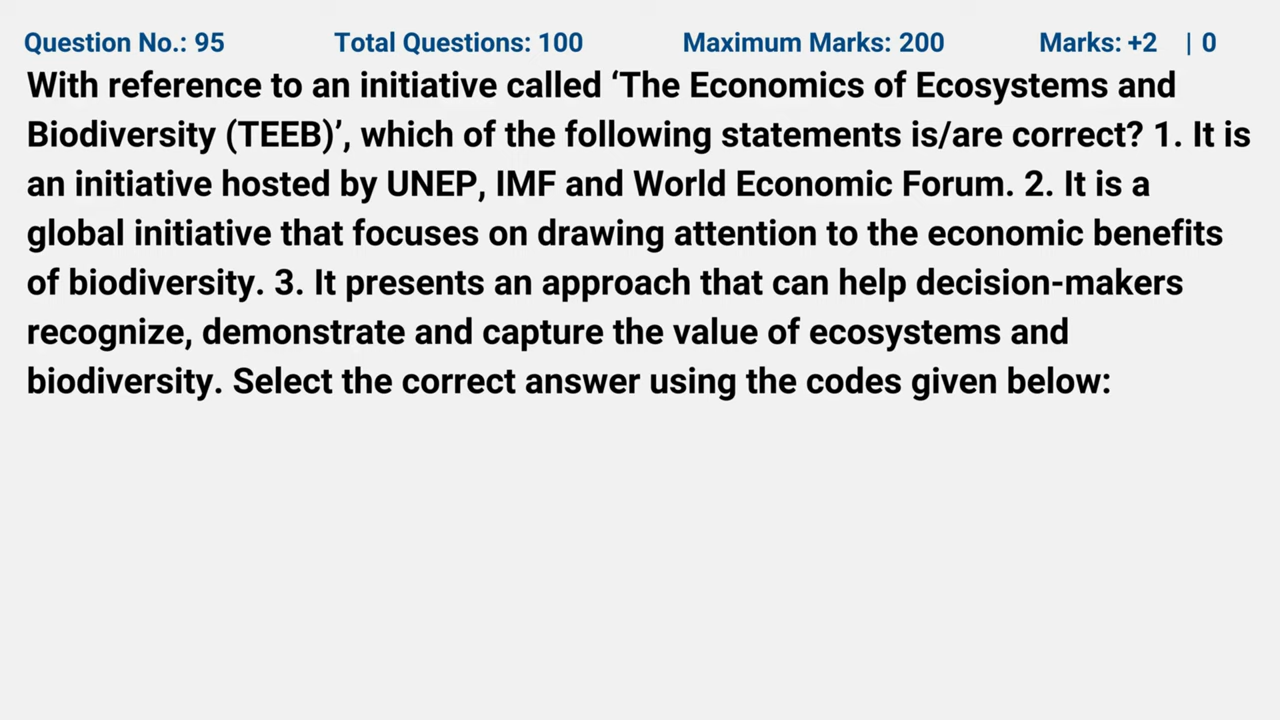 Question No.: 95 Total Questions: 100 Maximum Marks: 200 Marks: +2 | 0
With reference to an initiative called ‘The Economics of Ecosystems and
Biodiversity (TEEB)’, which of the following statements is/are correct? 1. It is
an initiative hosted by UNEP, IMF and World Economic Forum. 2. It is a
global initiative that focuses on drawing attention to the economic benefits
of biodiversity. 3. It presents an approach that can help decision-makers
recognize, demonstrate and capture the value of ecosystems and
biodiversity. Select the correct answer using the codes given below: